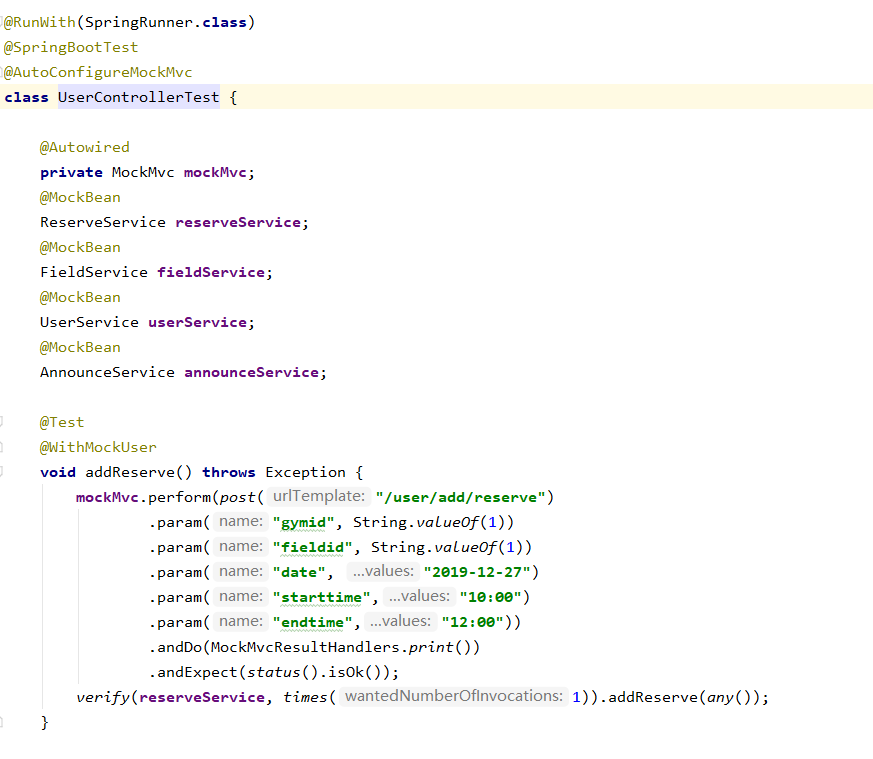 @RunWith(SpringRunner.class)
@SpringBootTest
@AutoConfigureMockMvc
class UserControllerTest {
@Autowired
private MockMvc mockMvc;
@MockBean
ReserveService reserveService;
@MockBean
FieldService fieldService;
@MockBean
UserService userService;
@MockBean
AnnounceService announceService;
@Test
@WithMockUser
void addReserve() throws Exception {
mockMvc.perform(post( urlTemplate: "/user/add/reserve")
.param( name: "gymid", String.valueOf(1))
.param( name: "fieldid", String.valueOf(1))
.param( name: "date", ...values: "2019-12-27")
.param( name: "starttime", ...values: "10:00")
.param( name: "endtime", ...values: "12:00"))
.andDo(MockMvcResultHandlers.print())
.andExpect(status().isOk());
verify(reserveService, times( wantedNumberOfInvocations: 1)).addReserve(any());
}